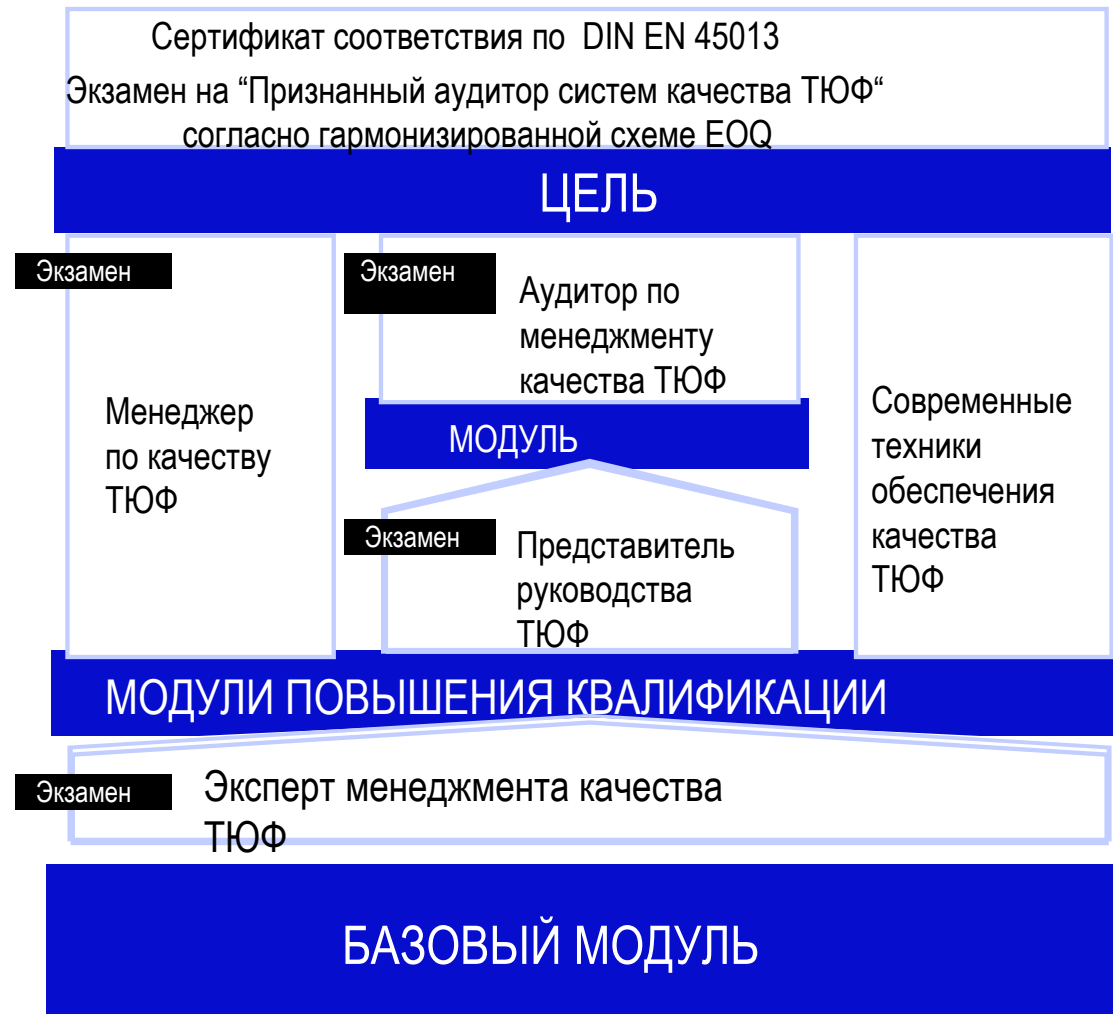 Сертификат соответствия по DIN EN 45013
Экзамен на “Признанный аудитор систем качества ТЮФ“
согласно гармонизированной схеме EOQ
ЦЕЛЬ
Экзамен
Менеджер
по качеству
ТЮФ
Экзамен
Аудитор по
менеджменту
качества ТЮФ
МОДУЛЬ
Экзамен
Представитель
руководства
ТЮФ
Современные
техники
обеспечения
качества
ТЮФ
МОДУЛИ ПОВЫШЕНИЯ КВАЛИФИКАЦИИ
Экзамен
Эксперт менеджмента качества
ТЮФ
БАЗОВЫЙ МОДУЛЬ